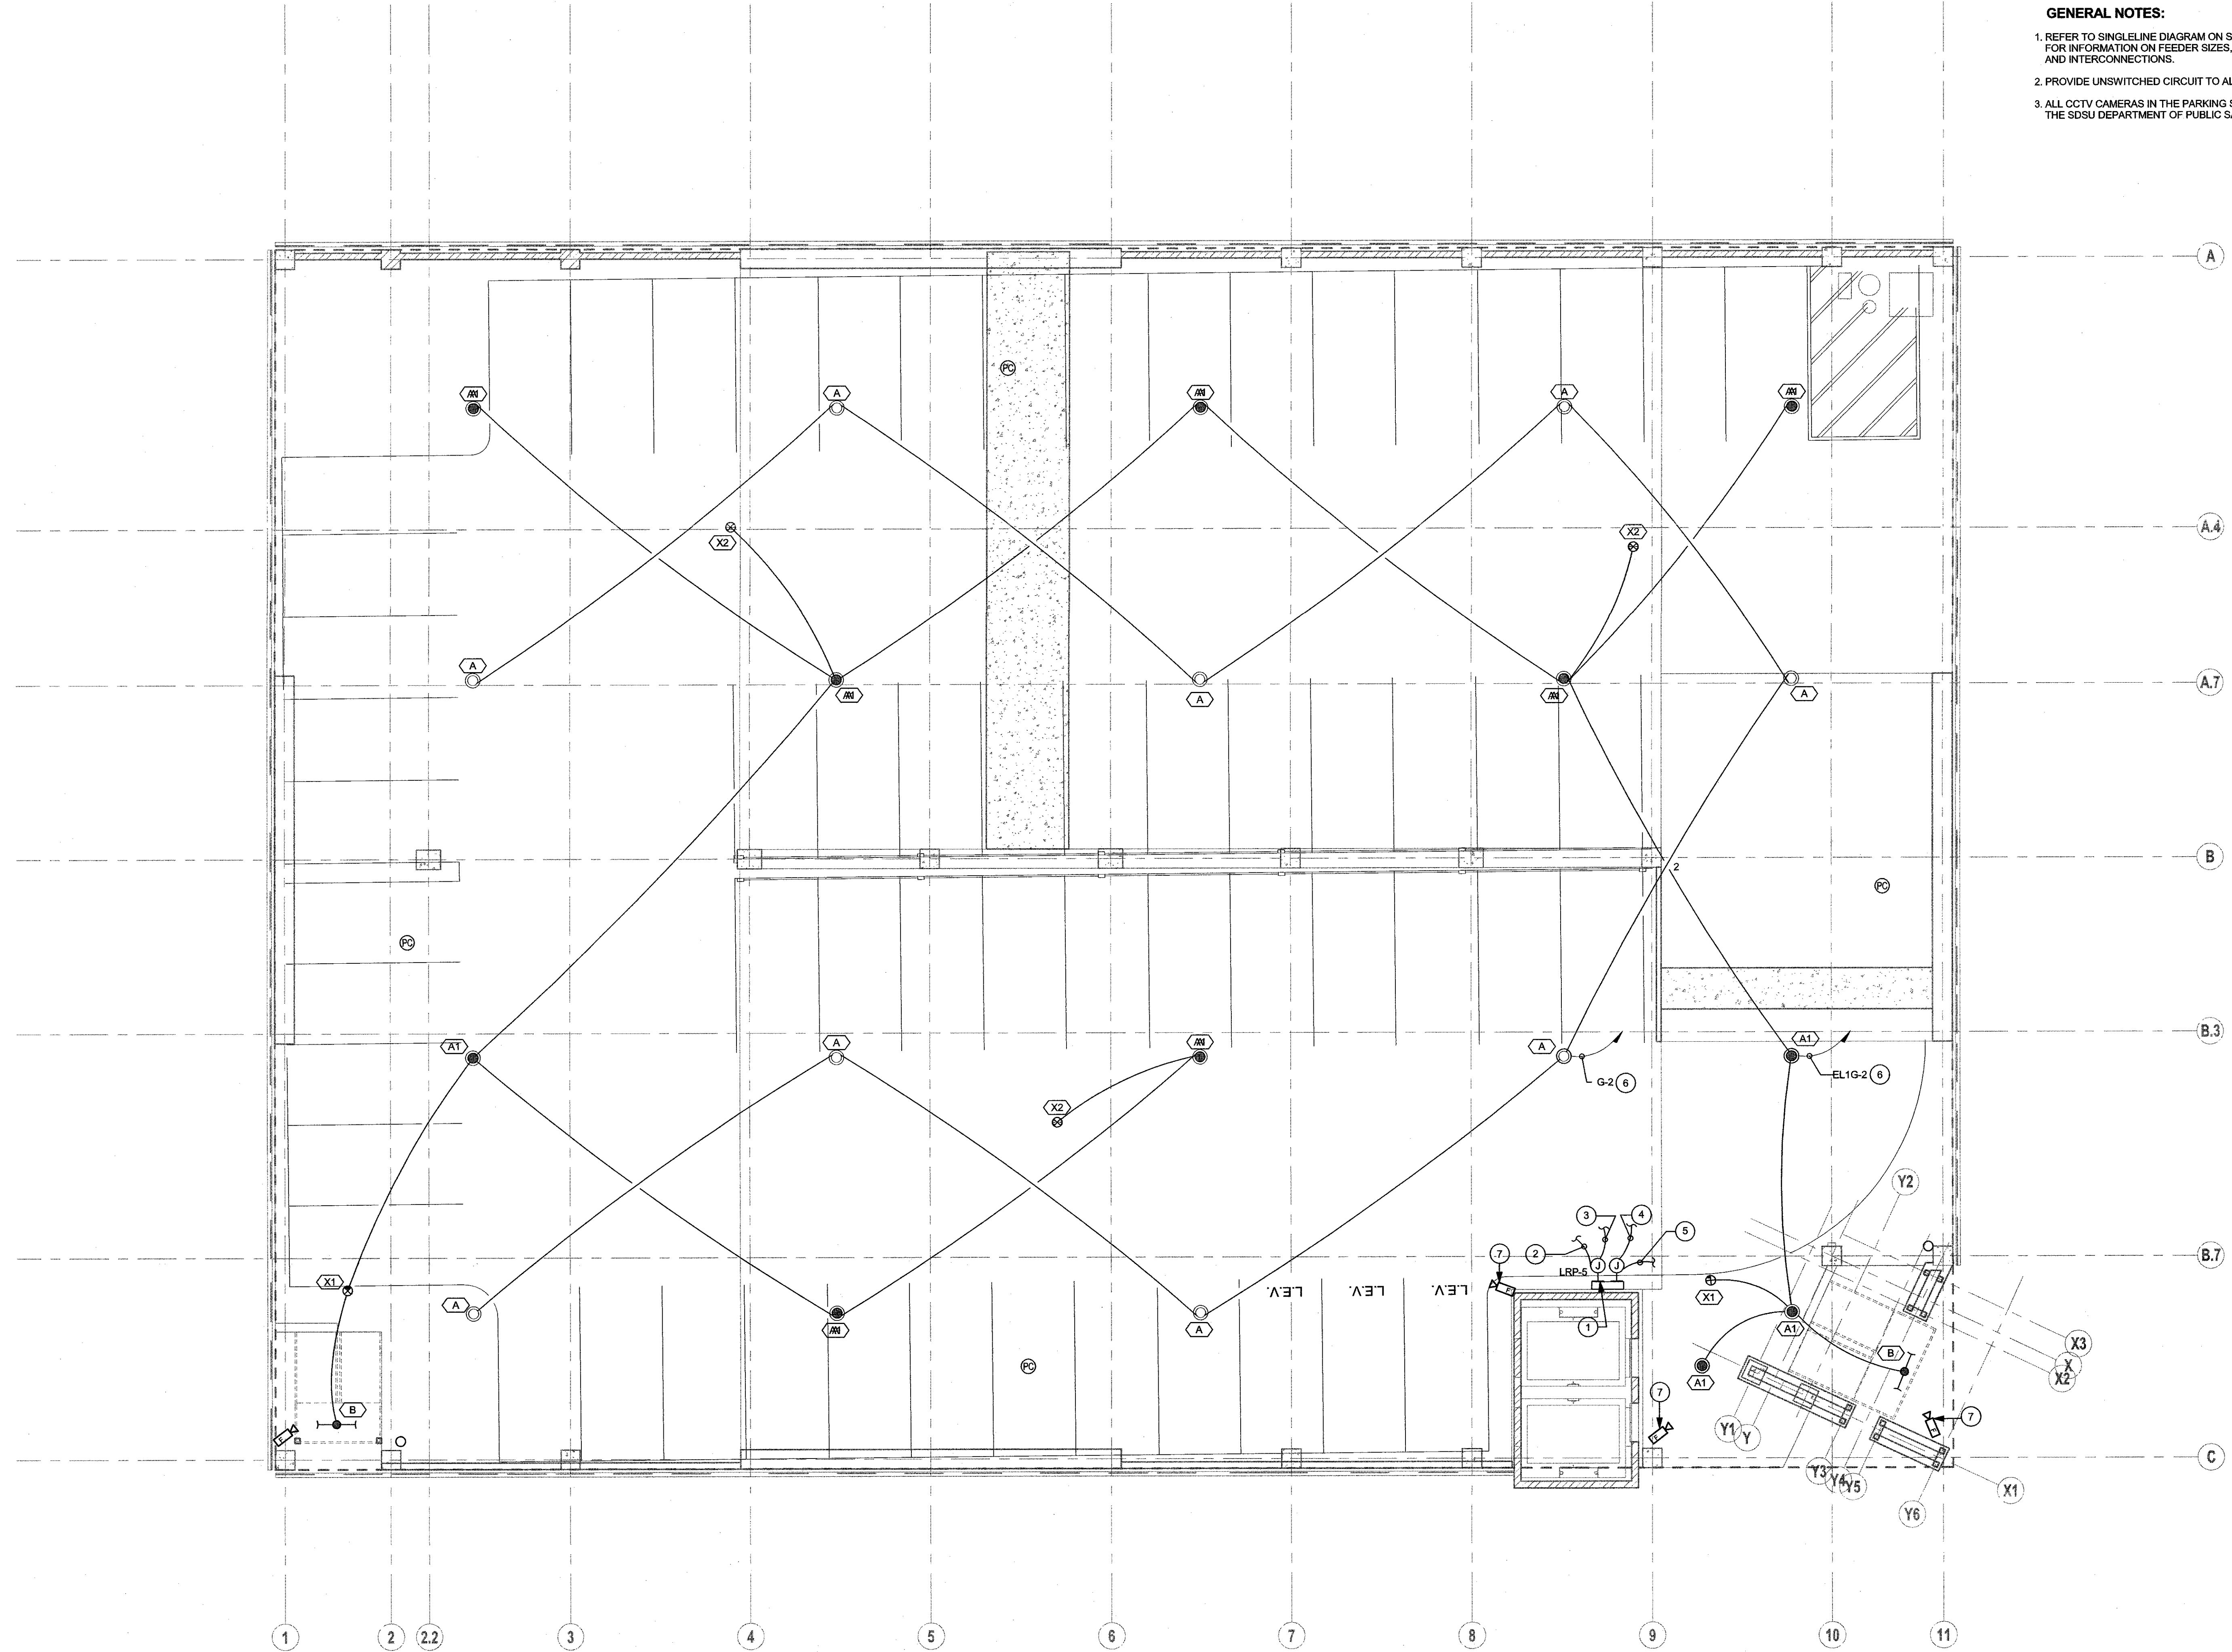 GENERAL NOTES:
1. REFER TO SINGLELINE DIAGRAM ON S
FOR INFORMATION ON FEEDER SIZES,
AND INTERCONNECTIONS.
2. PROVIDE UNSWITCHED CIRCUIT TO AL
3. ALL CCTV CAMERAS IN THE PARKING S
THE SDSU DEPARTMENT OF PUBLIC SA
A
PC
A
A
A.4
X2
X2
A
A
A
A.7
B
2
PC
PC
B.3
A1
A
A
A1
G-2 6
EL1G-2 6
X2
Y2
3
4
5
7
2
B.7
J
J
LRP-5
X1
L.E.V.
L.E.V.
L.E.V.
X1
A
A
1
A1
X3
X
X2
B
PC
A1
7
B
7
Y1
Y
C
Y3
Y4
Y5
X1
Y6
1
2
2.2
3
4
5
6
7
8
9
10
11